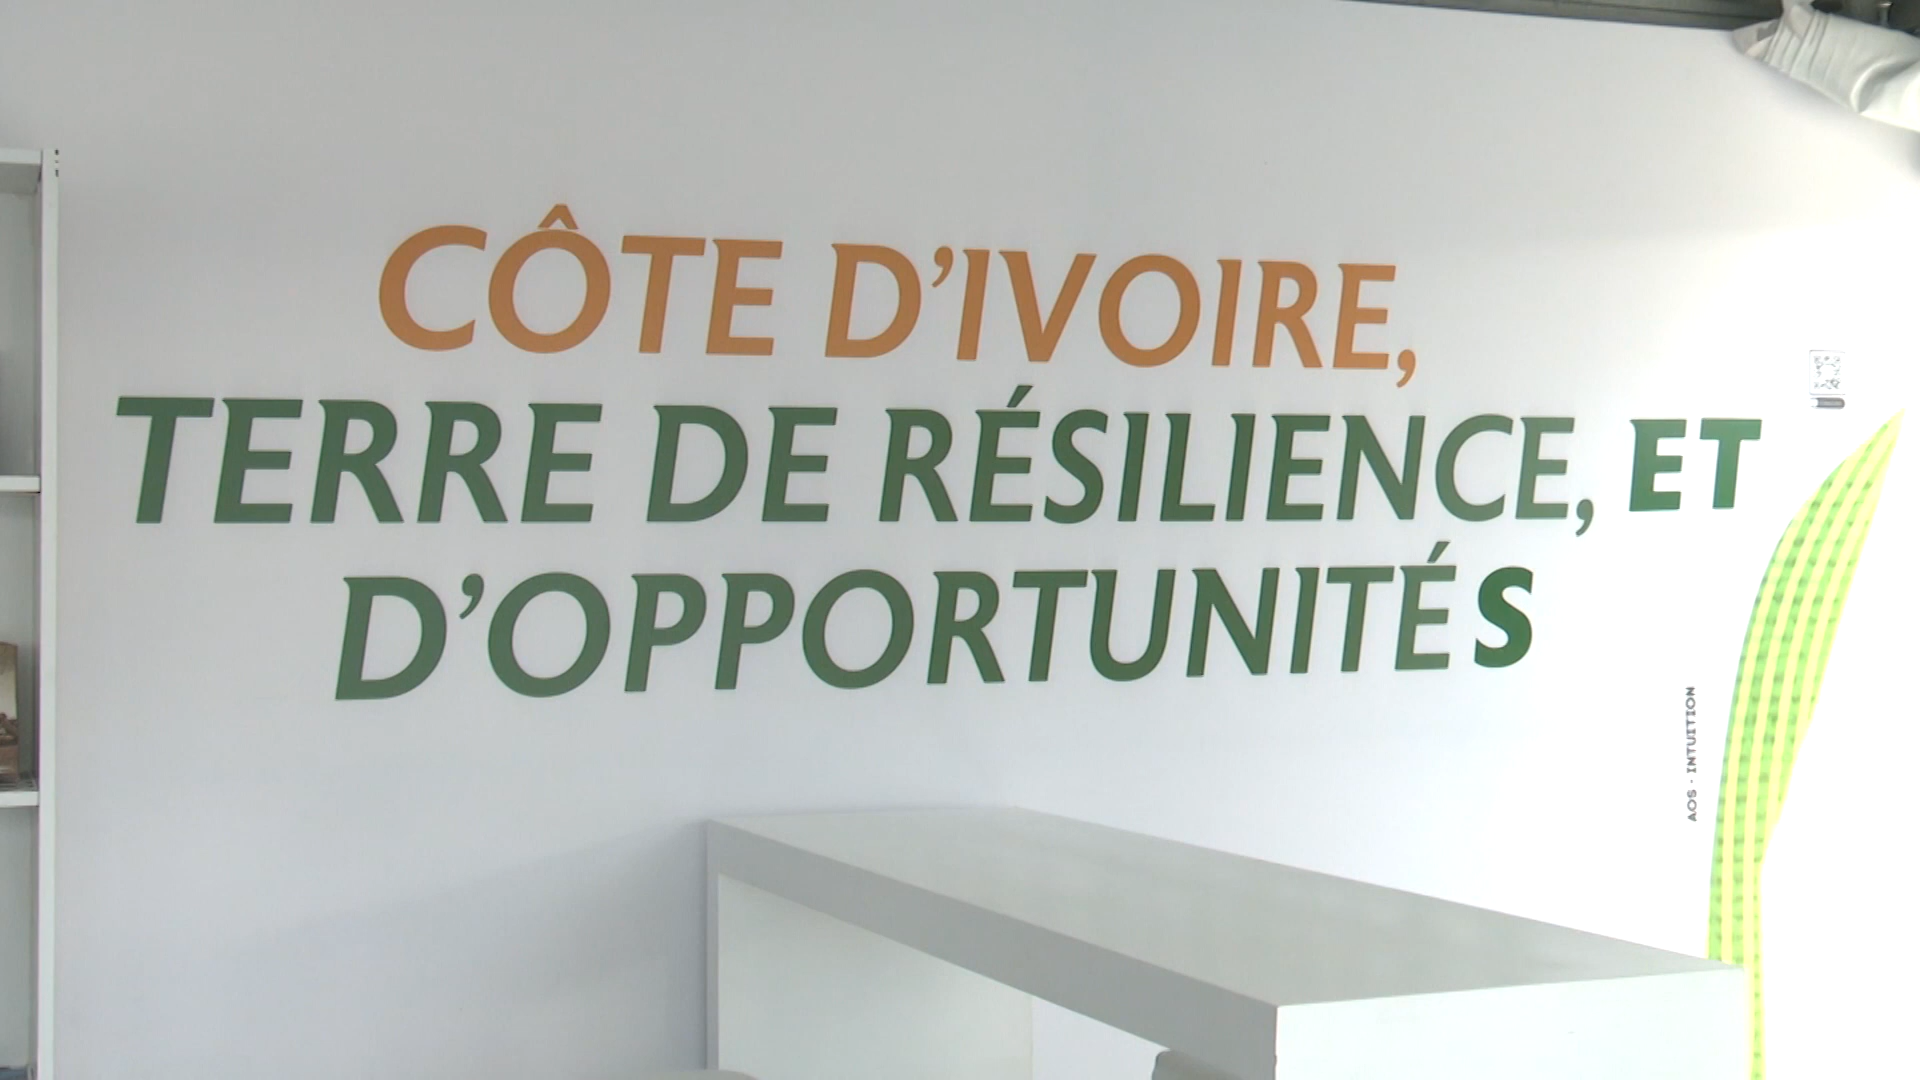 CÔTE D'IVOIRE,
TERRE DE RÉSILIENCE, ET
D'OPPORTUNITÉS
AOS · INTUITION